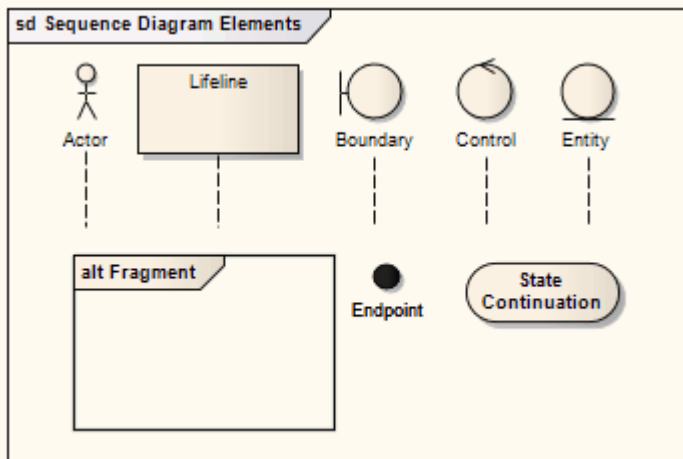 sd Sequence Diagram Elements
Lifeline
Actor
Boundary
Control
Entity
alt Fragment
Endpoint
State
Continuation